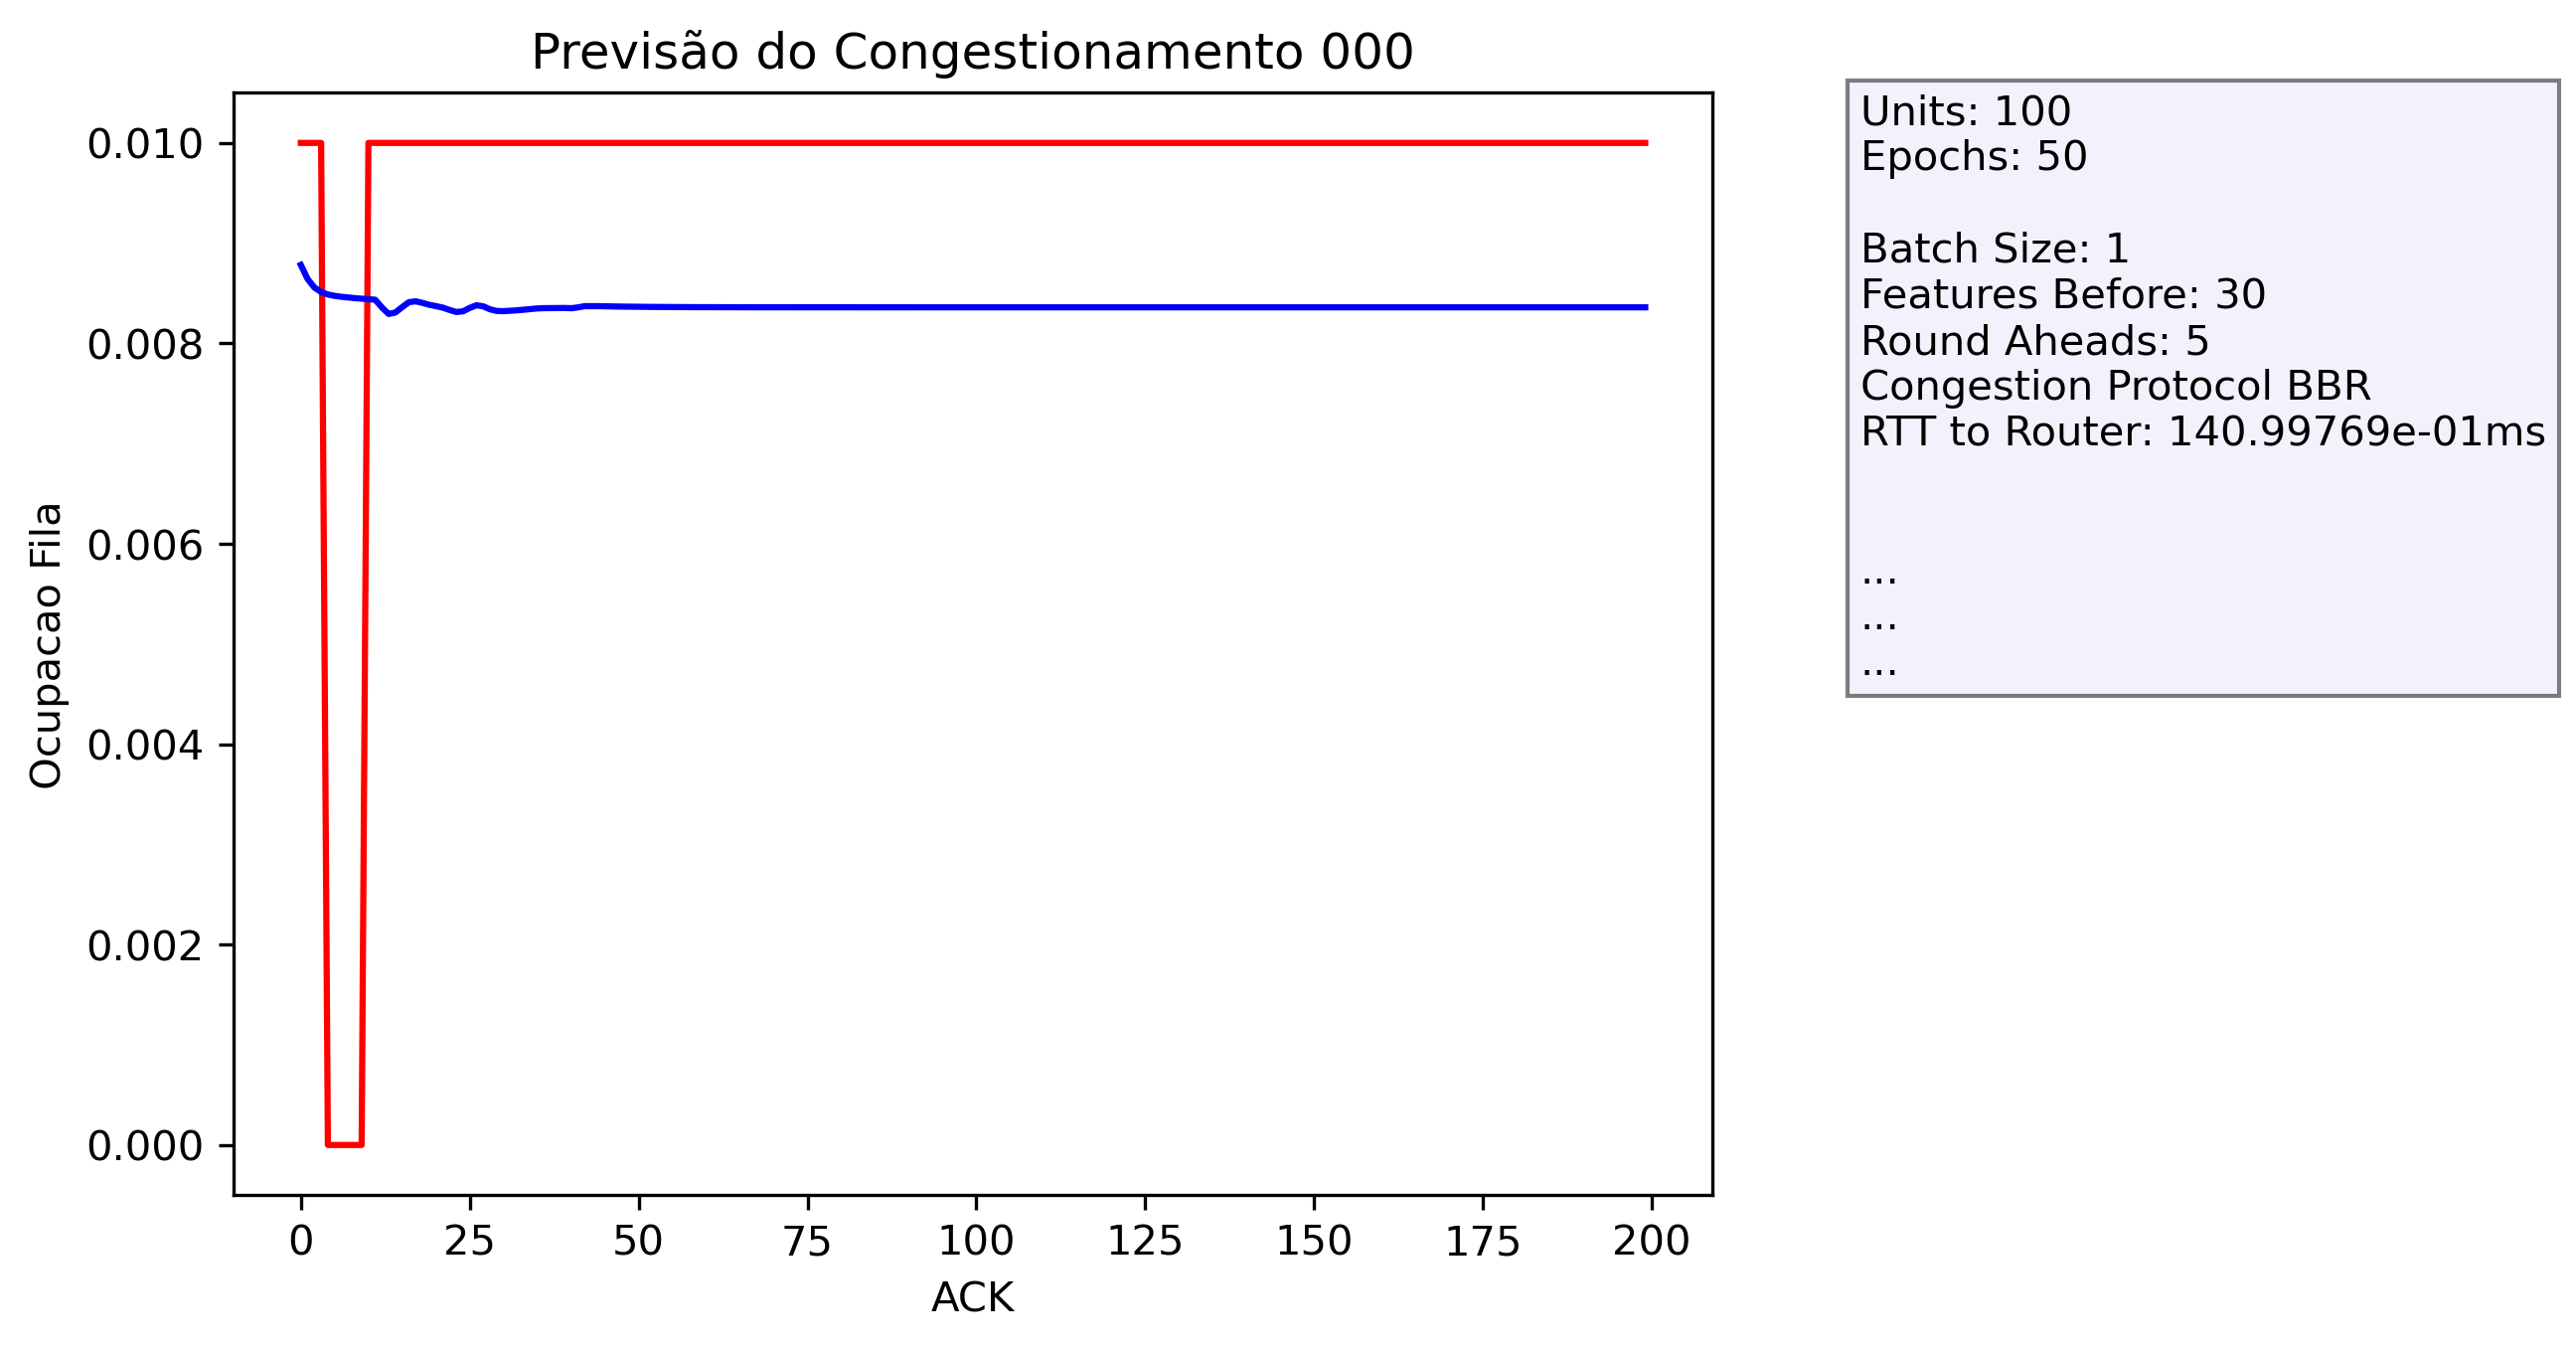 Previsão do Congestionamento 000
Ocupacao Fila
0.010
0.008
0.006
0.004
0.002
0.000
0 25 50 75 100 125 150 175 200
ACK
Units: 100
Epochs: 50
Batch Size: 1
Features Before: 30
Round Aheads: 5
Congestion Protocol BBR
RTT to Router: 140.99769e-01ms
...
...
...